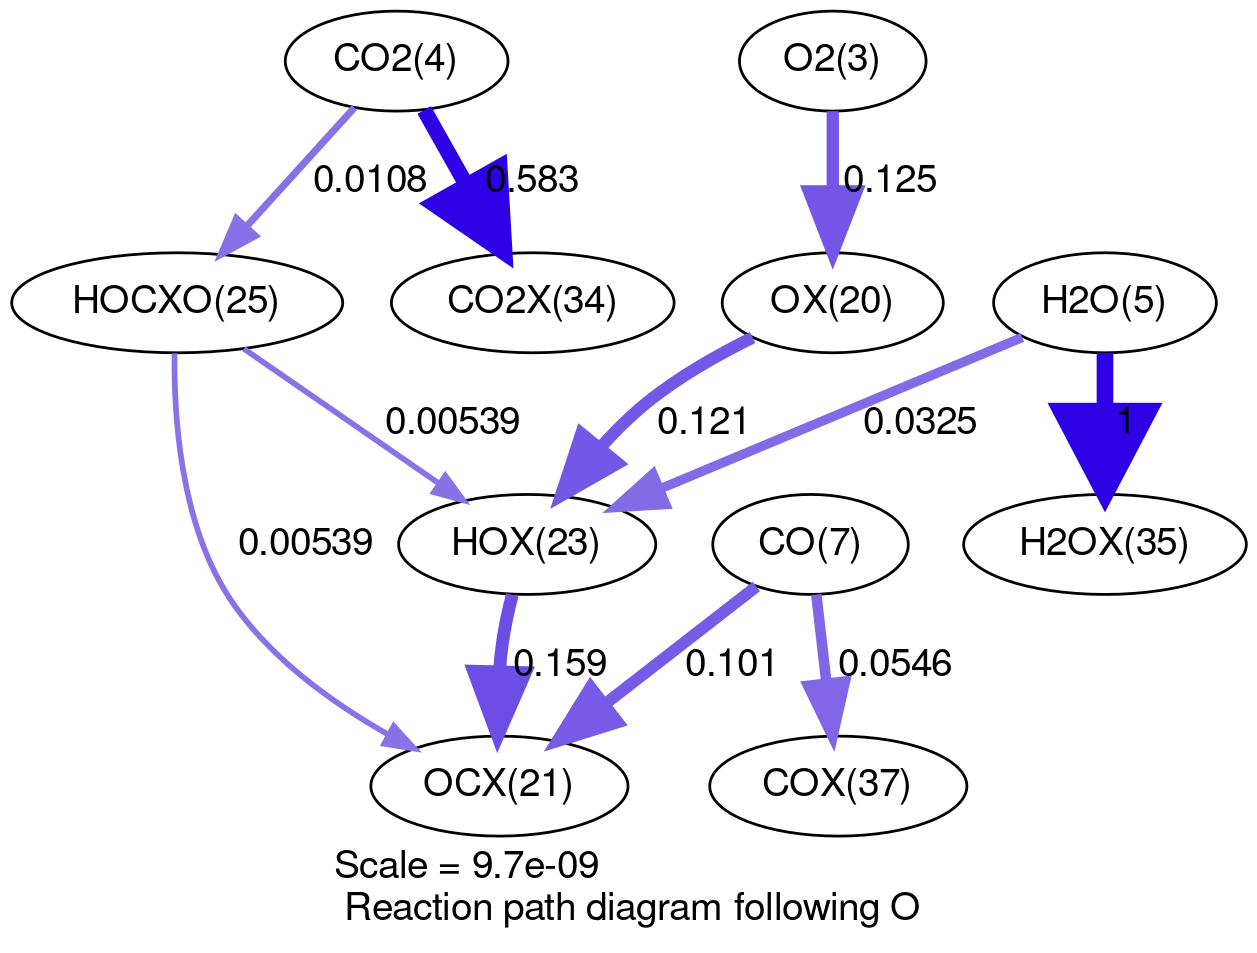 CO2(4)
O2(3)
0.0108
0.583
0.125
HOCXO(25)
CO2X(34)
OX(20)
H2O(5)
0.00539
0.121
0.0325
1
0.00539
HOX(23)
CO(7)
H2OX(35)
0.159
0.101
0.0546
OCX(21)
COX(37)
Scale = 9.7e-09
Reaction path diagram following O